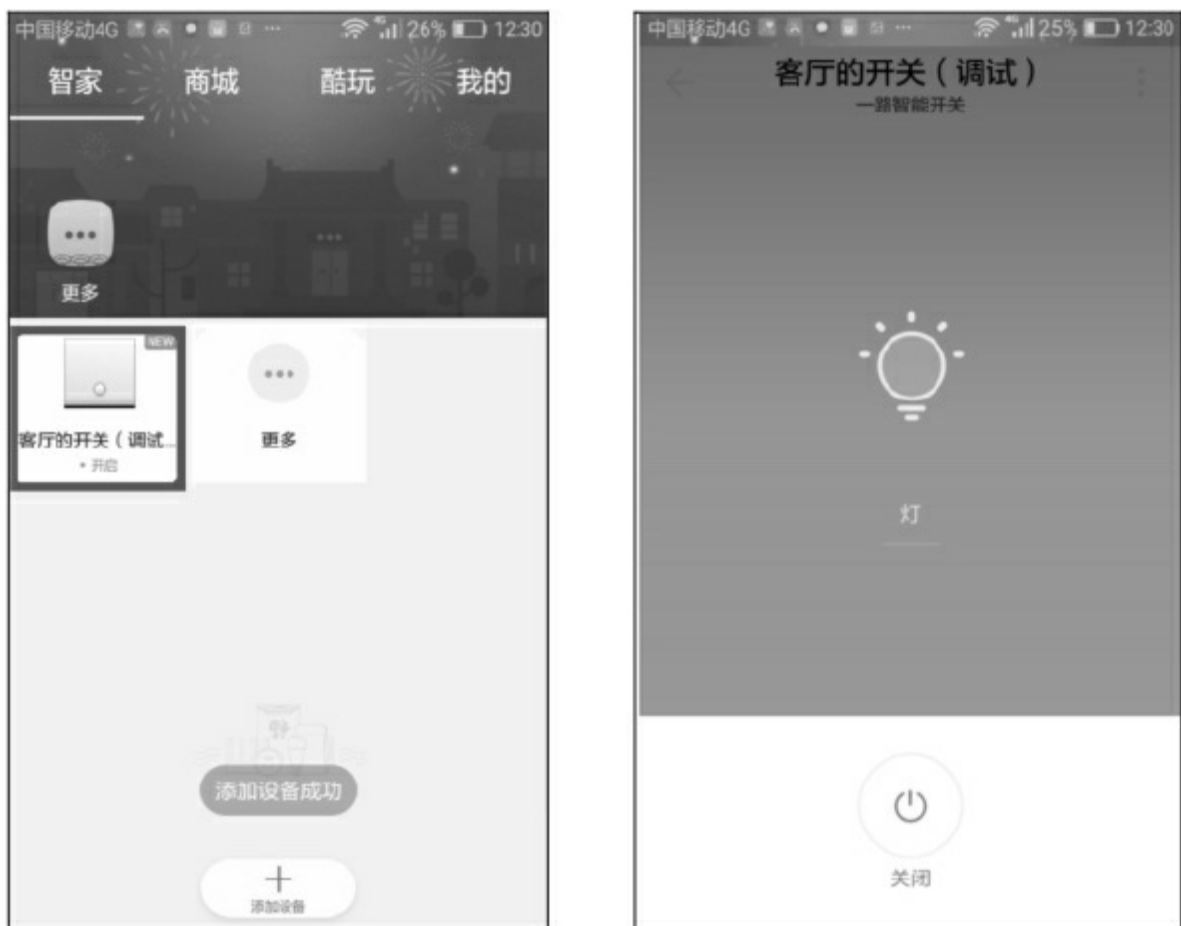 中国移动4G 4G 26% 12:30
智家 商城 酷玩 我的
更多
NEW
客厅的开关（调试...
• 开启
更多
添加设备成功
添加设备
中国移动4G 4G 25% 12:30
客厅的开关（调试）
一路智能开关
灯
关闭